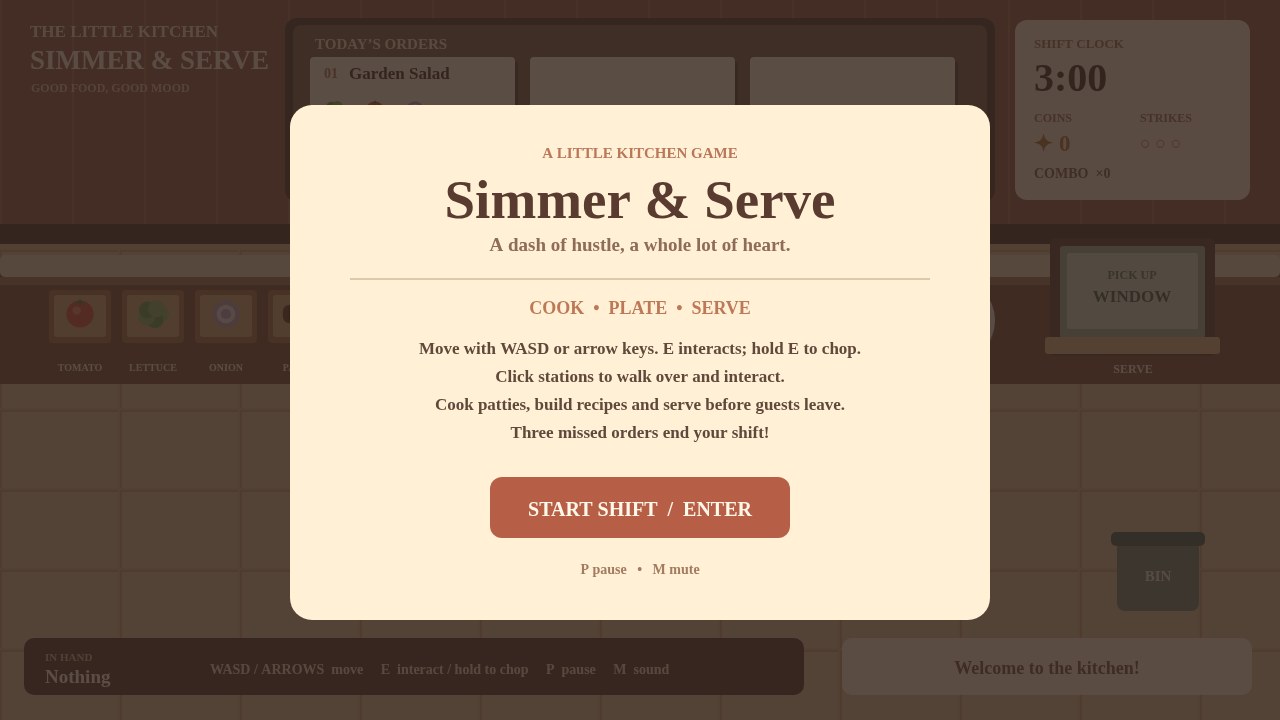 THE LITTLE KITCHEN
SIMMER & SERVE
GOOD FOOD, GOOD MOOD
TODAY'S ORDERS
01 Garden Salad
SHIFT CLOCK
3:00
COINS STRIKES
✦ 0 ○ ○ ○
COMBO ×0
A LITTLE KITCHEN GAME
Simmer & Serve
A dash of hustle, a whole lot of heart.
COOK • PLATE • SERVE
Move with WASD or arrow keys. E interacts; hold E to chop.
Click stations to walk over and interact.
Cook patties, build recipes and serve before guests leave.
Three missed orders end your shift!
START SHIFT / ENTER
P pause • M mute
PICK UP
WINDOW
TOMATO LETTUCE ONION
SERVE
BIN
IN HAND
Nothing
WASD / ARROWS move E interact / hold to chop P pause M sound
Welcome to the kitchen!